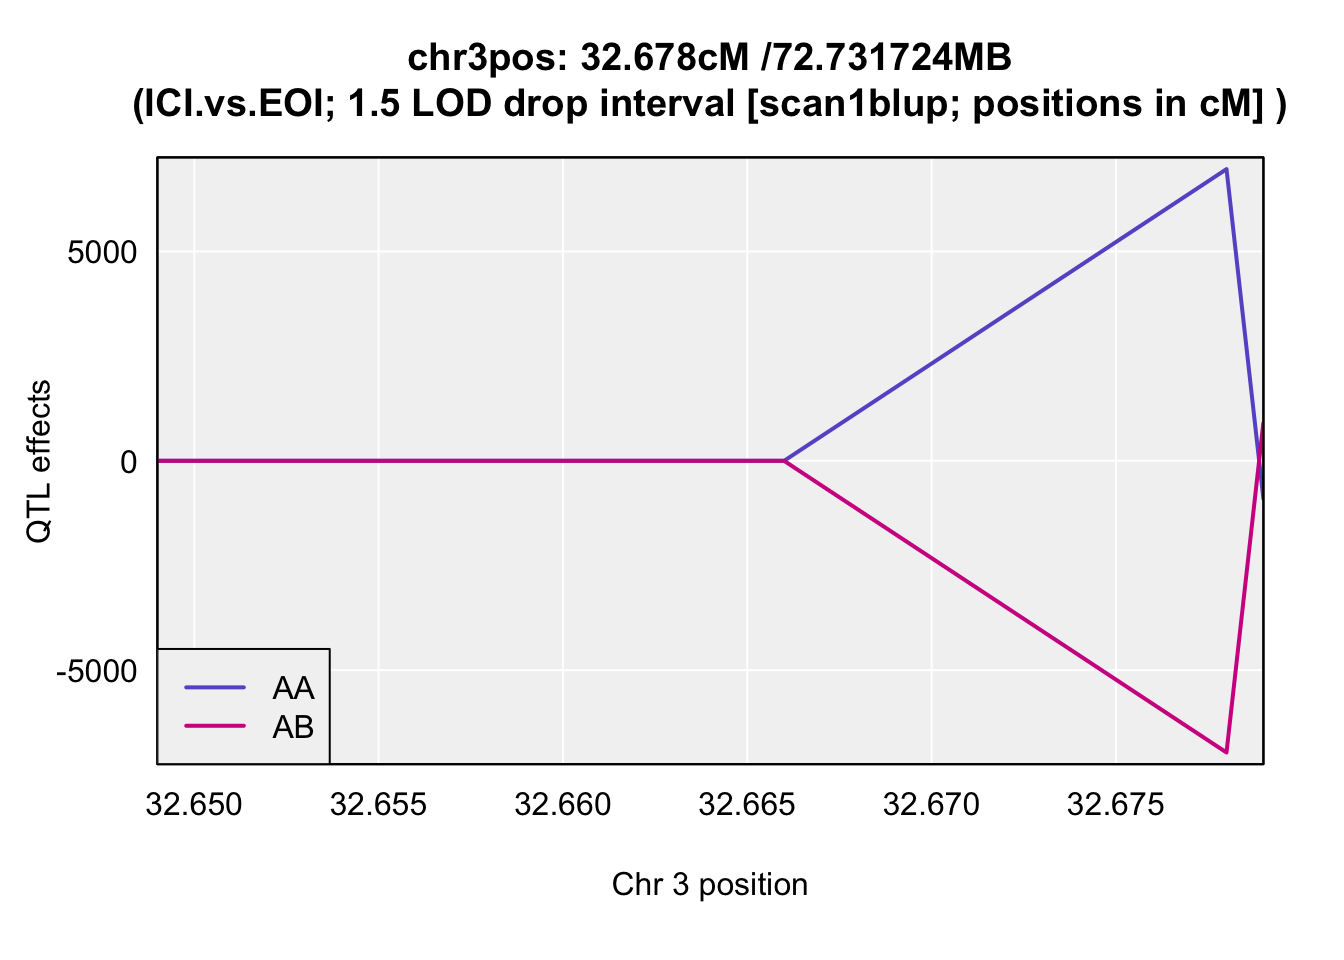 chr3pos: 32.678cM /72.731724MB
(ICI.vs.EOI; 1.5 LOD drop interval [scan1blup; positions in cM] )
QTL effects
5000
0
-5000
AA
AB
32.650 32.655 32.660 32.665 32.670 32.675
Chr 3 position